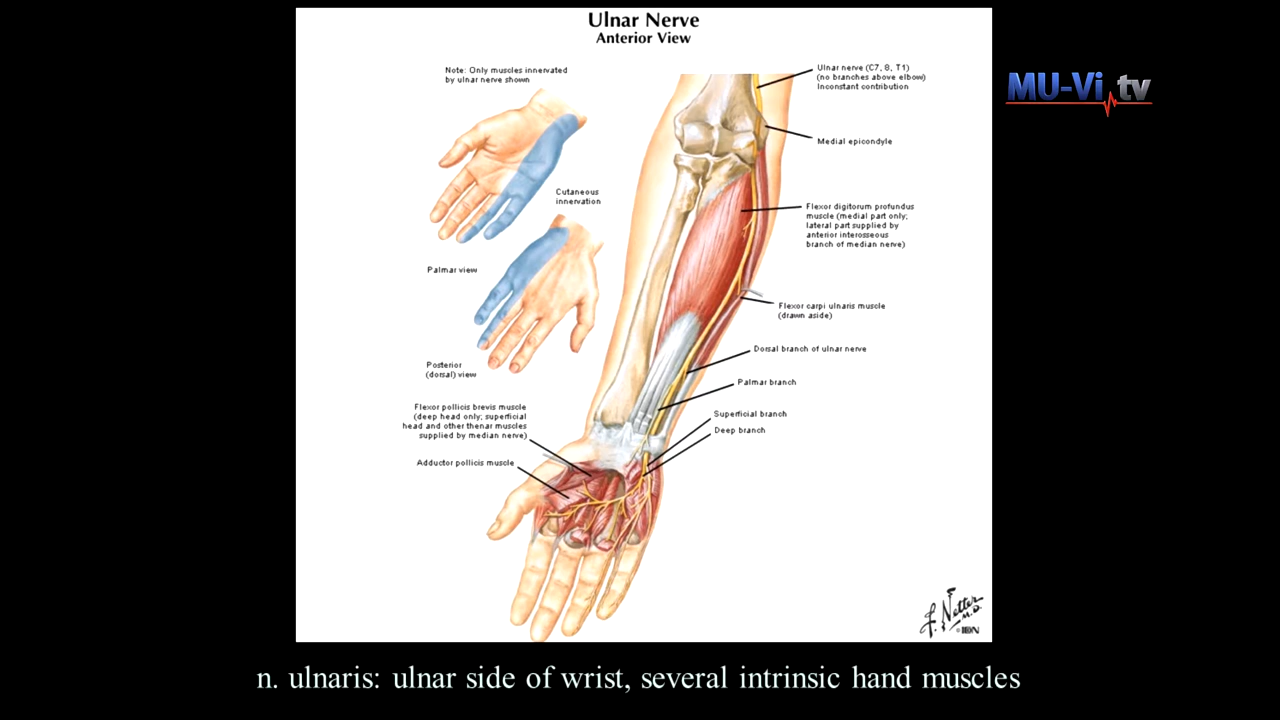 Ulnar Nerve
Anterior View
Note: Only muscles innervated
by ulnar nerve shown
Ulnar nerve (C7, 8, T1)
(no branches above elbow)
Inconstant contribution
MU-Vi.tv
Medial epicondyle
Cutaneous
innervation
Flexor digitorum profundus
muscle (medial part only;
lateral part supplied by
anterior interosseous
branch of median nerve)
Palmar view
Flexor carpi ulnaris muscle
(drawn aside)
Dorsal branch of ulnar nerve
Posterior
(dorsal) view
Palmar branch
Flexor pollicis brevis muscle
(deep head only; superficial
head and other thenar muscles
supplied by median nerve)
Superficial branch
Deep branch
Adductor pollicis muscle
F. Netter
M.D.
n. ulnaris: ulnar side of wrist, several intrinsic hand muscles